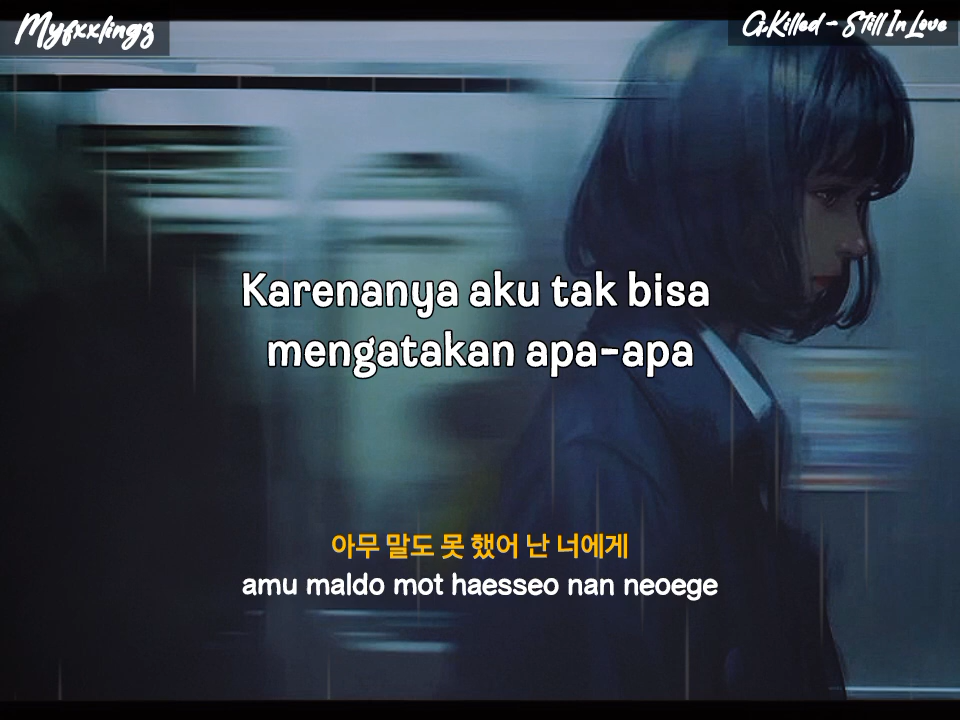 Myfxxlingz
G.Killed - Still In Love
Karenanya aku tak bisa
mengatakan apa-apa
아무 말도 못 했어 난 너에게
amu maldo mot haesseo nan neoege